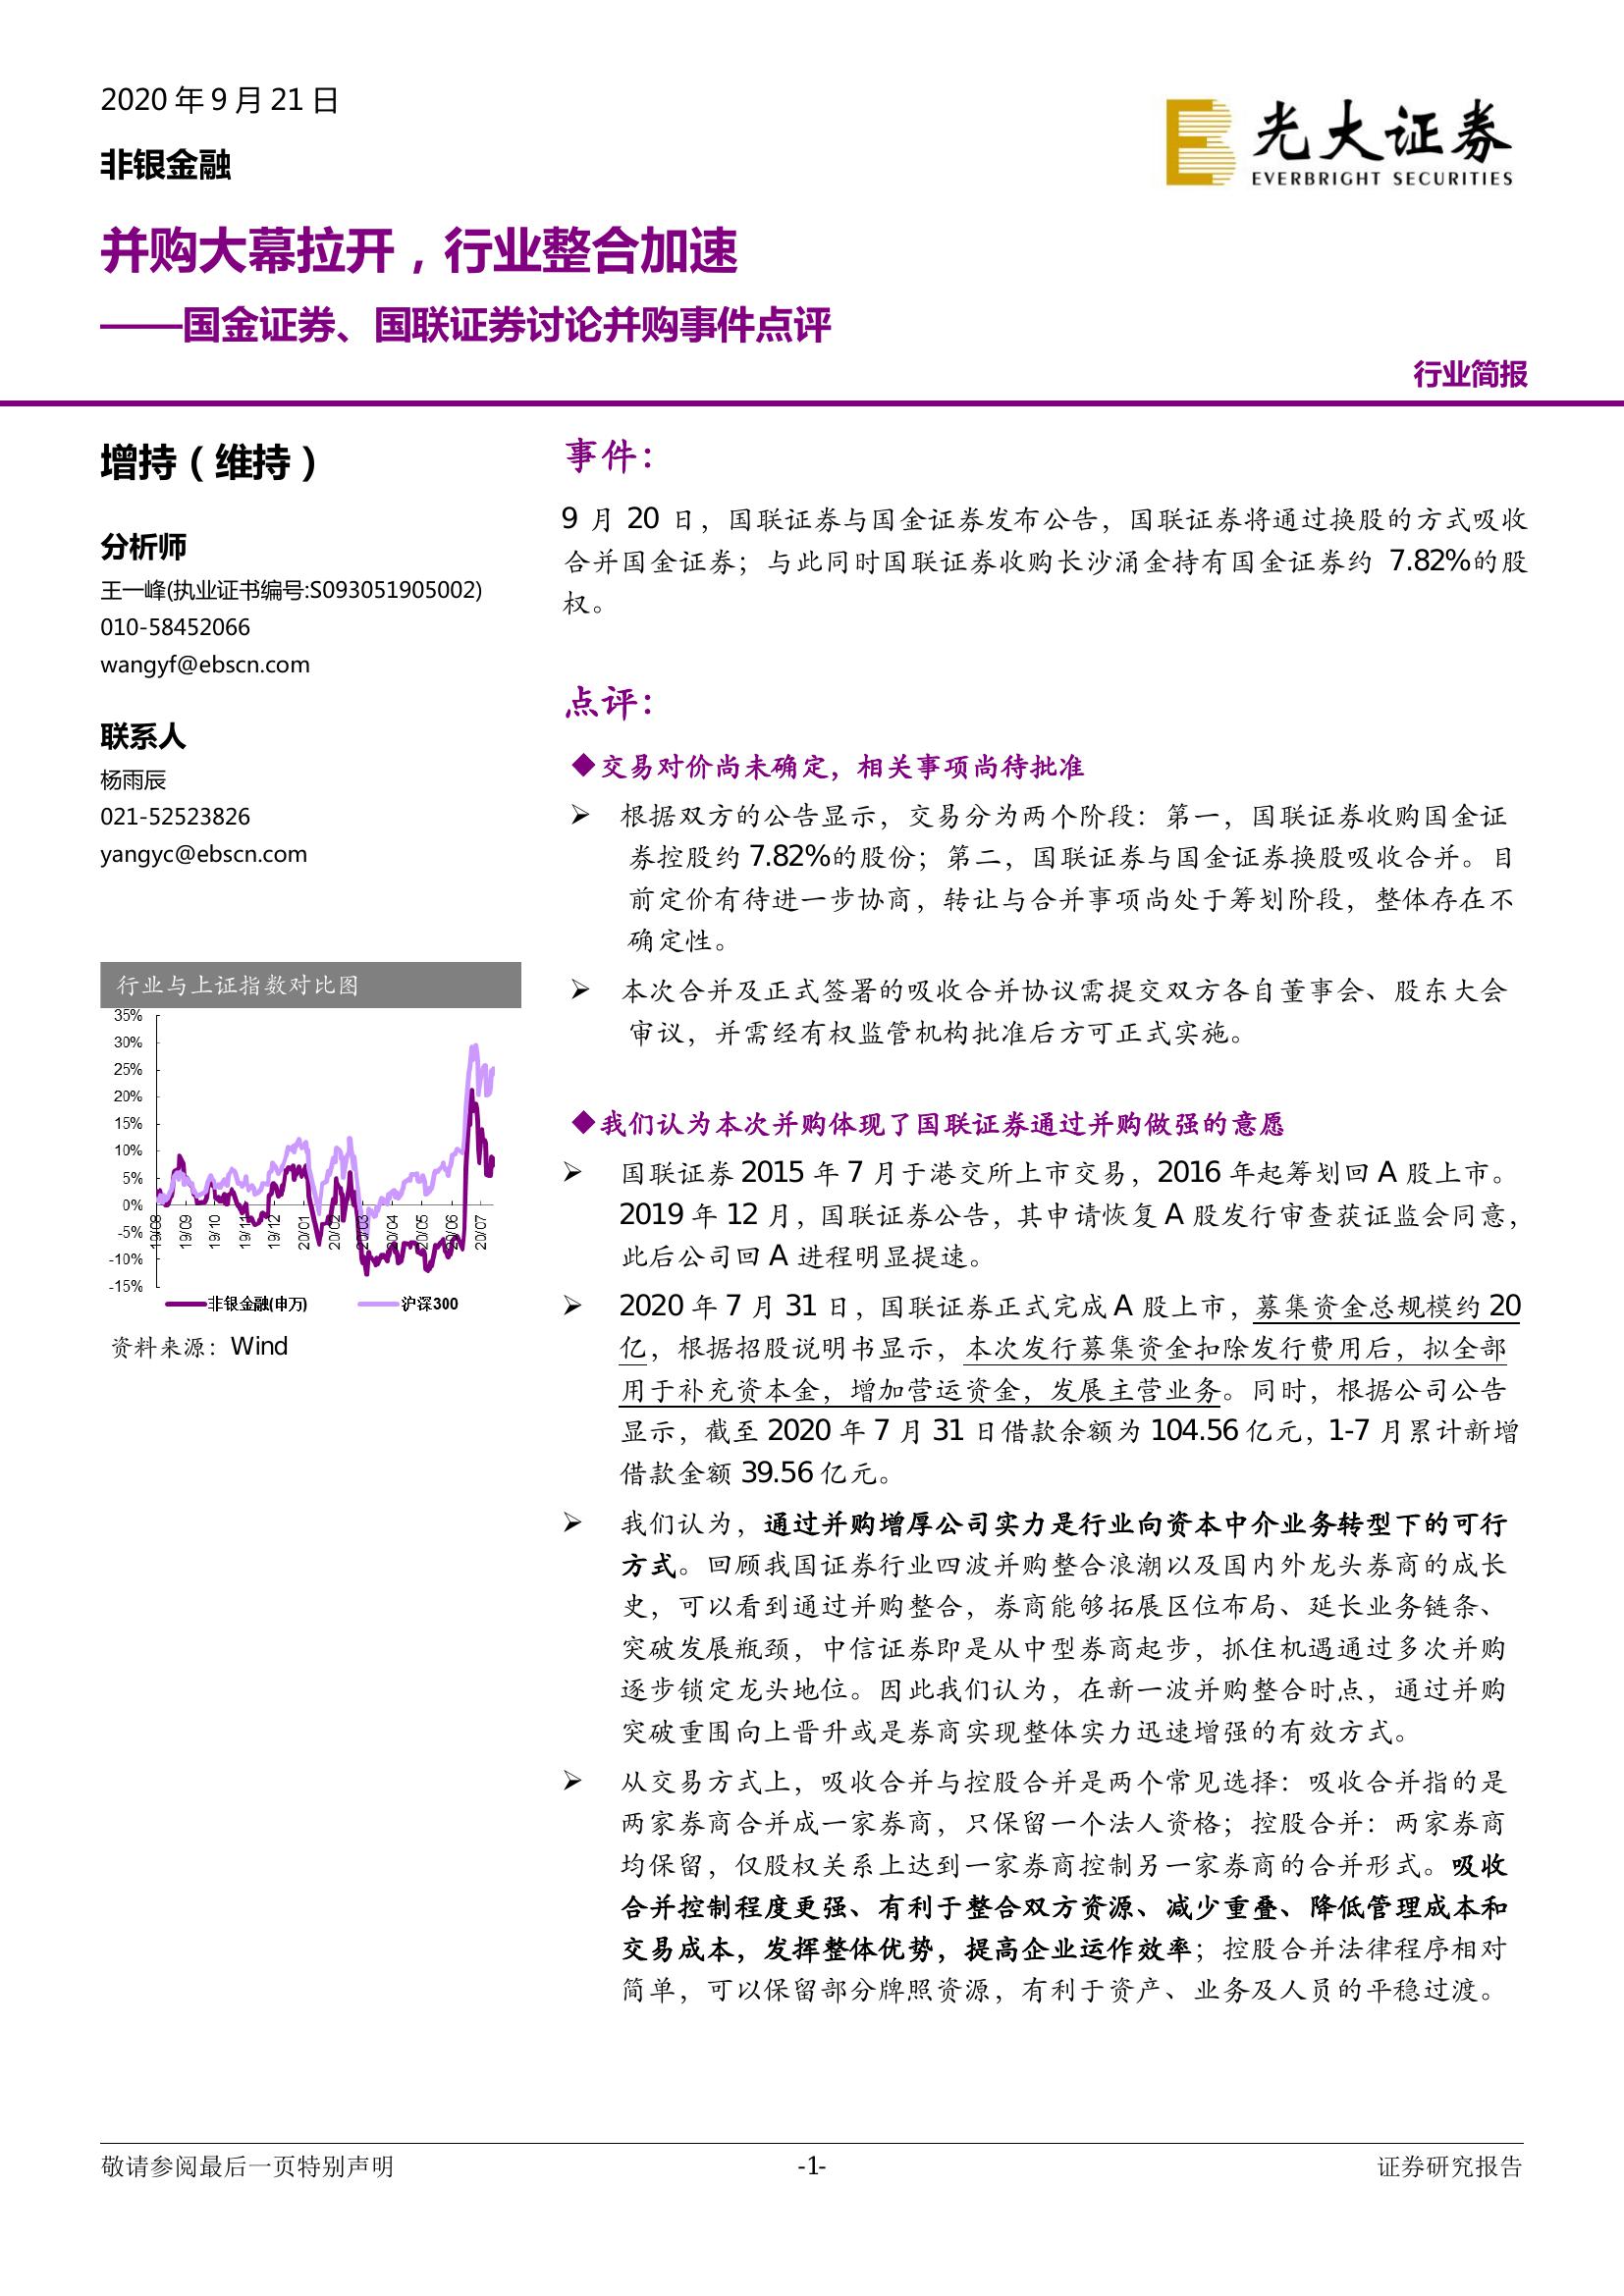 2020 年 9 月 21 日
非银金融
光大证券
EVERBRIGHT SECURITIES
并购大幕拉开，行业整合加速
——国金证券、国联证券讨论并购事件点评
行业简报
增持（维持）
分析师
王一峰(执业证书编号:S093051905002)
010-58452066
wangyf@ebscn.com
联系人
杨雨辰
021-52523826
yangyc@ebscn.com
行业与上证指数对比图
35%
30%
25%
20%
15%
10%
5%
0%
-5%
-10%
-15%
19/08 19/09 19/10 19/11 19/12 20/01 20/02 20/03 20/04 20/05 20/06 20/07
非银金融(申万) 沪深300
资料来源：Wind
事件：
9 月 20 日，国联证券与国金证券发布公告，国联证券将通过换股的方式吸收
合并国金证券；与此同时国联证券收购长沙涌金持有国金证券约 7.82%的股
权。
点评：
◆交易对价尚未确定，相关事项尚待批准
➢ 根据双方的公告显示，交易分为两个阶段：第一，国联证券收购国金证
券控股约 7.82%的股份；第二，国联证券与国金证券换股吸收合并。目
前定价有待进一步协商，转让与合并事项尚处于筹划阶段，整体存在不
确定性。
➢ 本次合并及正式签署的吸收合并协议需提交双方各自董事会、股东大会
审议，并需经有权监管机构批准后方可正式实施。
◆我们认为本次并购体现了国联证券通过并购做强的意愿
➢ 国联证券 2015 年 7 月于港交所上市交易，2016 年起筹划回 A 股上市。
2019 年 12 月，国联证券公告，其申请恢复 A 股发行审查获证监会同意，
此后公司回 A 进程明显提速。
➢ 2020 年 7 月 31 日，国联证券正式完成 A 股上市，募集资金总规模约 20
亿，根据招股说明书显示，本次发行募集资金扣除发行费用后，拟全部
用于补充资本金，增加营运资金，发展主营业务。同时，根据公司公告
显示，截至 2020 年 7 月 31 日借款余额为 104.56 亿元，1-7 月累计新增
借款金额 39.56 亿元。
➢ 我们认为，通过并购增厚公司实力是行业向资本中介业务转型下的可行
方式。回顾我国证券行业四波并购整合浪潮以及国内外龙头券商的成长
史，可以看到通过并购整合，券商能够拓展区位布局、延长业务链条、
突破发展瓶颈，中信证券即是从中型券商起步，抓住机遇通过多次并购
逐步锁定龙头地位。因此我们认为，在新一波并购整合时点，通过并购
突破重围向上晋升或是券商实现整体实力迅速增强的有效方式。
➢ 从交易方式上，吸收合并与控股合并是两个常见选择：吸收合并指的是
两家券商合并成一家券商，只保留一个法人资格；控股合并：两家券商
均保留，仅股权关系上达到一家券商控制另一家券商的合并形式。吸收
合并控制程度更强、有利于整合双方资源、减少重叠、降低管理成本和
交易成本，发挥整体优势，提高企业运作效率；控股合并法律程序相对
简单，可以保留部分牌照资源，有利于资产、业务及人员的平稳过渡。
敬请参阅最后一页特别声明
-1-
证券研究报告